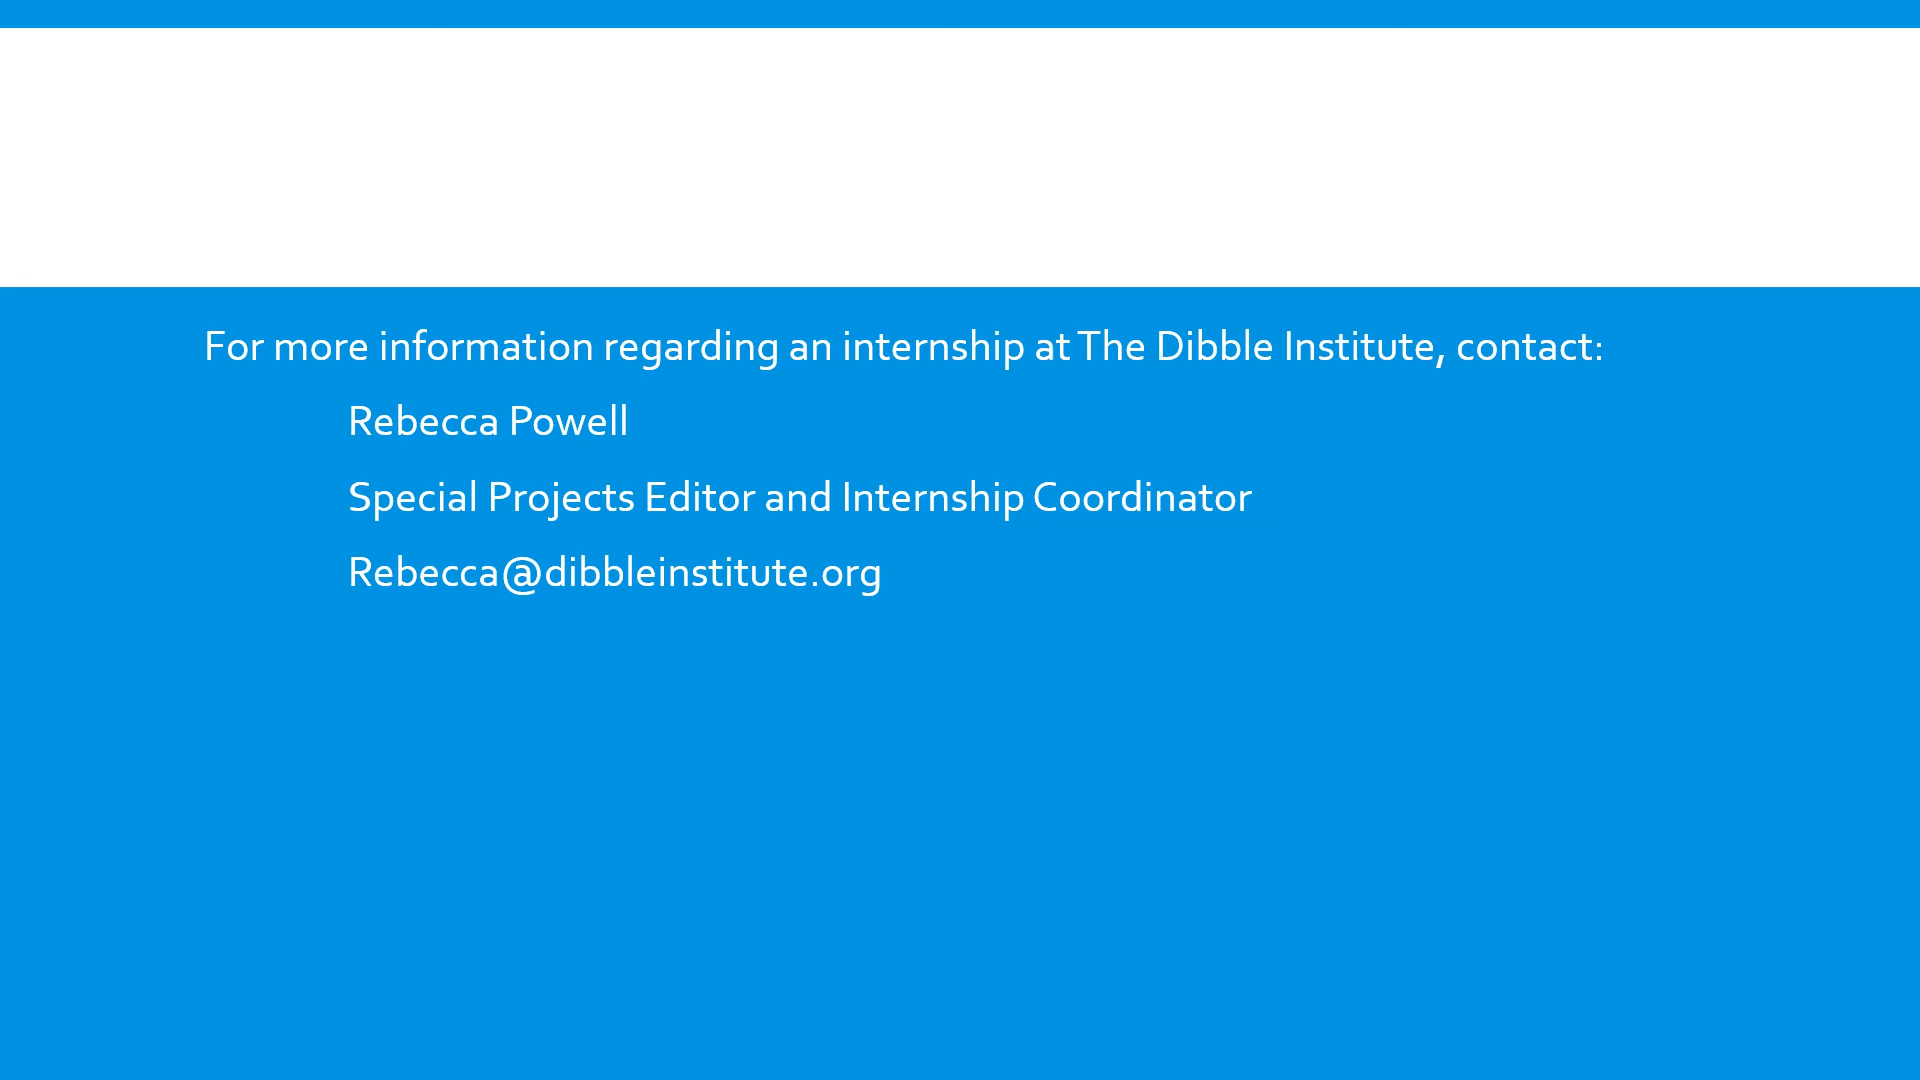 For more information regarding an internship at The Dibble Institute, contact:
Rebecca Powell
Special Projects Editor and Internship Coordinator
Rebecca@dibbleinstitute.org